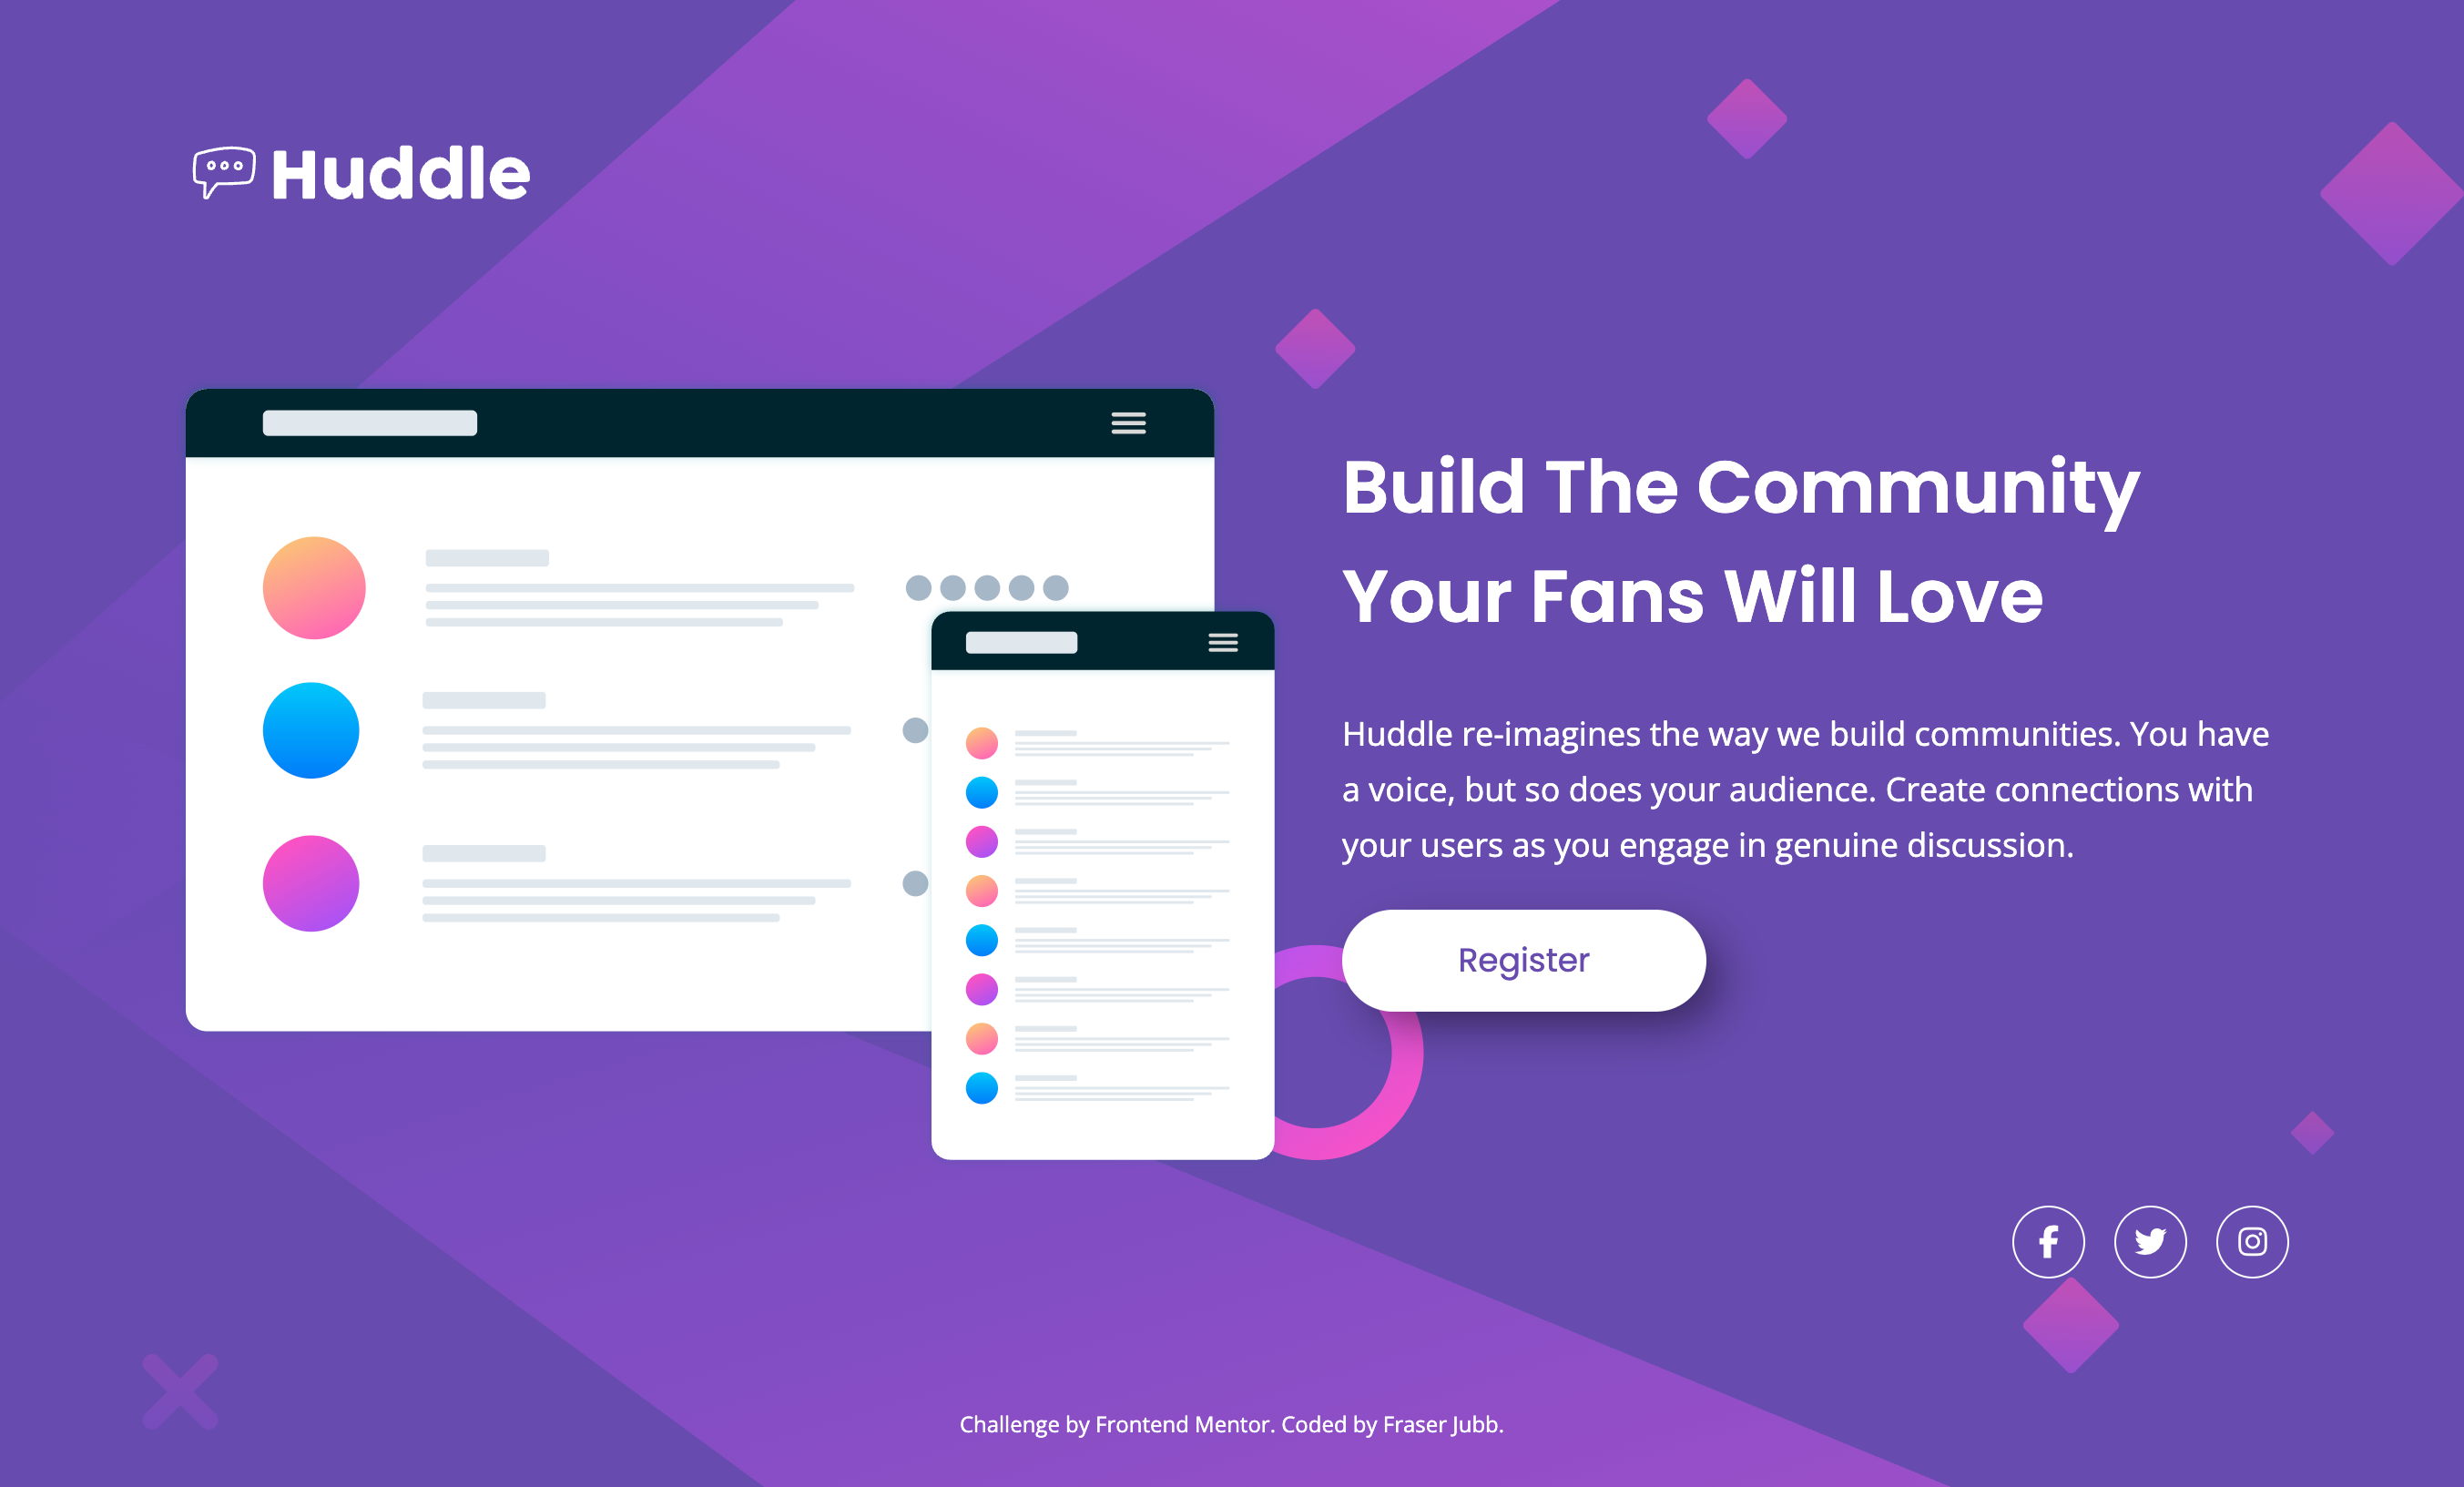 Huddle
Build The Community
Your Fans Will Love
Huddle re-imagines the way we build communities. You have
a voice, but so does your audience. Create connections with
your users as you engage in genuine discussion.
Register
Challenge by Frontend Mentor. Coded by Fraser Jubb.